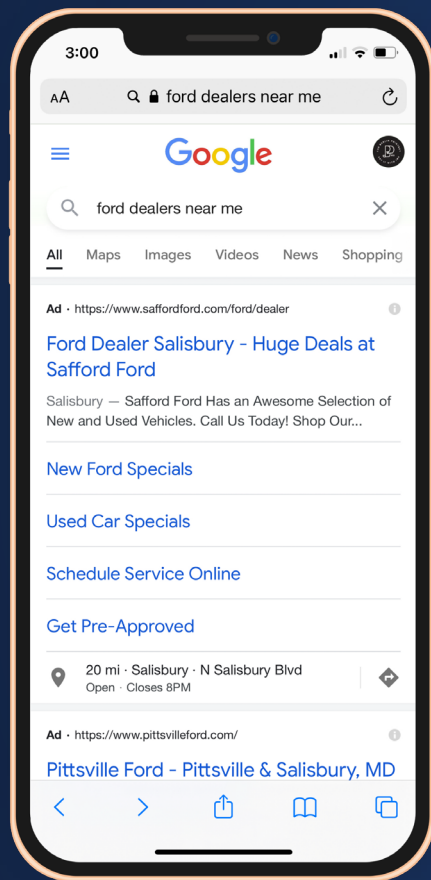 3:00
AA ford dealers near me
Google
ford dealers near me
All Maps Images Videos News Shopping
Ad · https://www.saffordford.com/ford/dealer
Ford Dealer Salisbury - Huge Deals at
Safford Ford
Salisbury — Safford Ford Has an Awesome Selection of
New and Used Vehicles. Call Us Today! Shop Our...
New Ford Specials
Used Car Specials
Schedule Service Online
Get Pre-Approved
20 mi · Salisbury · N Salisbury Blvd
Open · Closes 8PM
Ad · https://www.pittsvilleford.com/
Pittsville Ford - Pittsville & Salisbury, MD